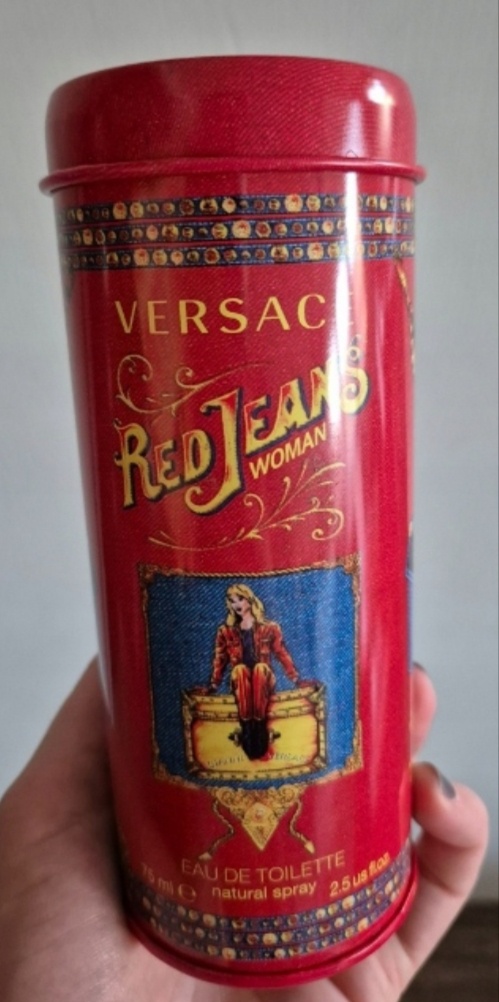 VERSAC
RED JEANS
WOMAN
EAU DE TOILETTE
75 ml ℮ natural spray 2.5 us fl.oz.